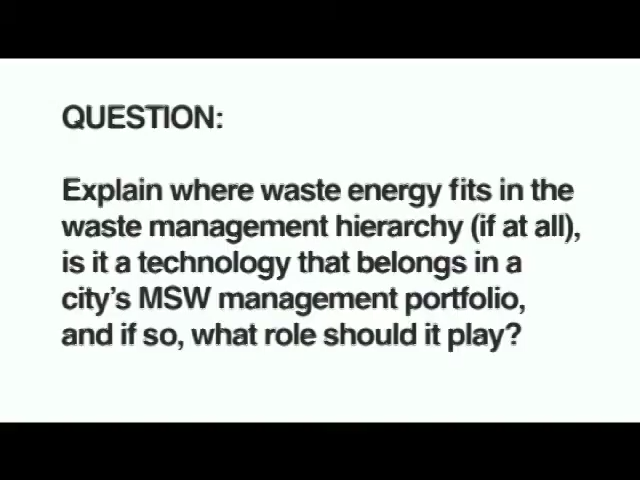 QUESTION:
Explain where waste energy fits in the
waste management hierarchy (if at all),
is it a technology that belongs in a
city's MSW management portfolio,
and if so, what role should it play?